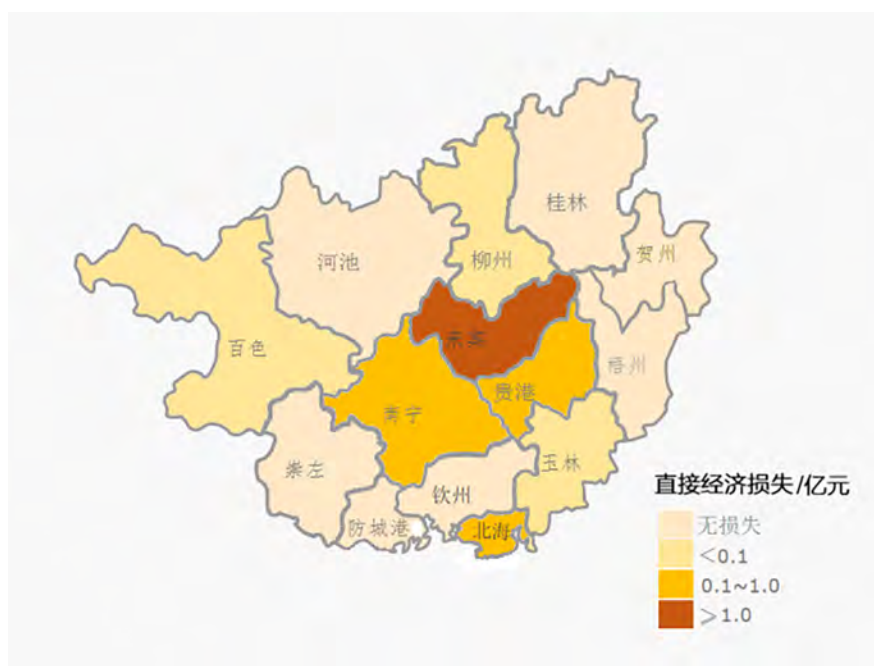 桂林
贺州
柳州
河池
来宾
百色
梧州
贵港
南宁
玉林
崇左
钦州
防城港
北海
直接经济损失/亿元
无损失
<0.1
0.1~1.0
⩾1.0